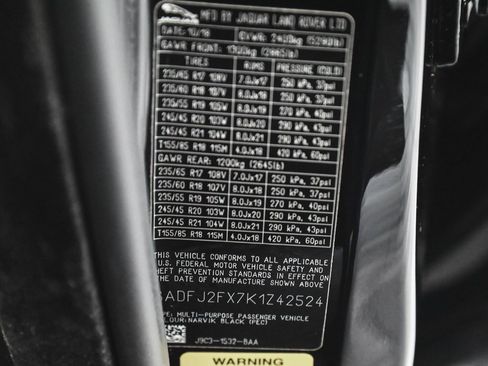 MFD BY JAGUAR LAND ROVER LTD
DATE: 10/18 GVWR: 2400kg (5290lb)
GAWR FRONT: 1300kg (2865lb)
TIRES RIMS PRESSURE (COLD)
235/65 R17 108V 7.0Jx17 250 kPa, 37psi
235/60 R18 107V 8.0Jx18 250 kPa, 37psi
235/55 R19 105W 8.0Jx19 270 kPa, 40psi
245/45 R20 103W 8.0Jx20 290 kPa, 43psi
245/45 R21 104W 8.0Jx21 290 kPa, 43psi
T155/85 R18 115M 4.0Jx18 420 kPa, 60psi
GAWR REAR: 1200kg (2645lb)
235/65 R17 108V 7.0Jx17 250 kPa, 37psi
235/60 R18 107V 8.0Jx18 250 kPa, 37psi
235/55 R19 105W 8.0Jx19 270 kPa, 40psi
245/45 R20 103W 8.0Jx20 290 kPa, 43psi
245/45 R21 104W 8.0Jx21 290 kPa, 43psi
T155/85 R18 115M 4.0Jx18 420 kPa, 60psi
THIS VEHICLE CONFORMS TO ALL APPLICABLE
U.S. FEDERAL MOTOR VEHICLE SAFETY AND
THEFT PREVENTION STANDARDS IN EFFECT ON
THE DATE OF MANUFACTURE SHOWN ABOVE
SADFJ2FX7K1Z42524
TYPE: MULTI-PURPOSE PASSENGER VEHICLE
COLOUR: NARVIK BLACK (PEC)
J9C3-1532-BAA
WARNING